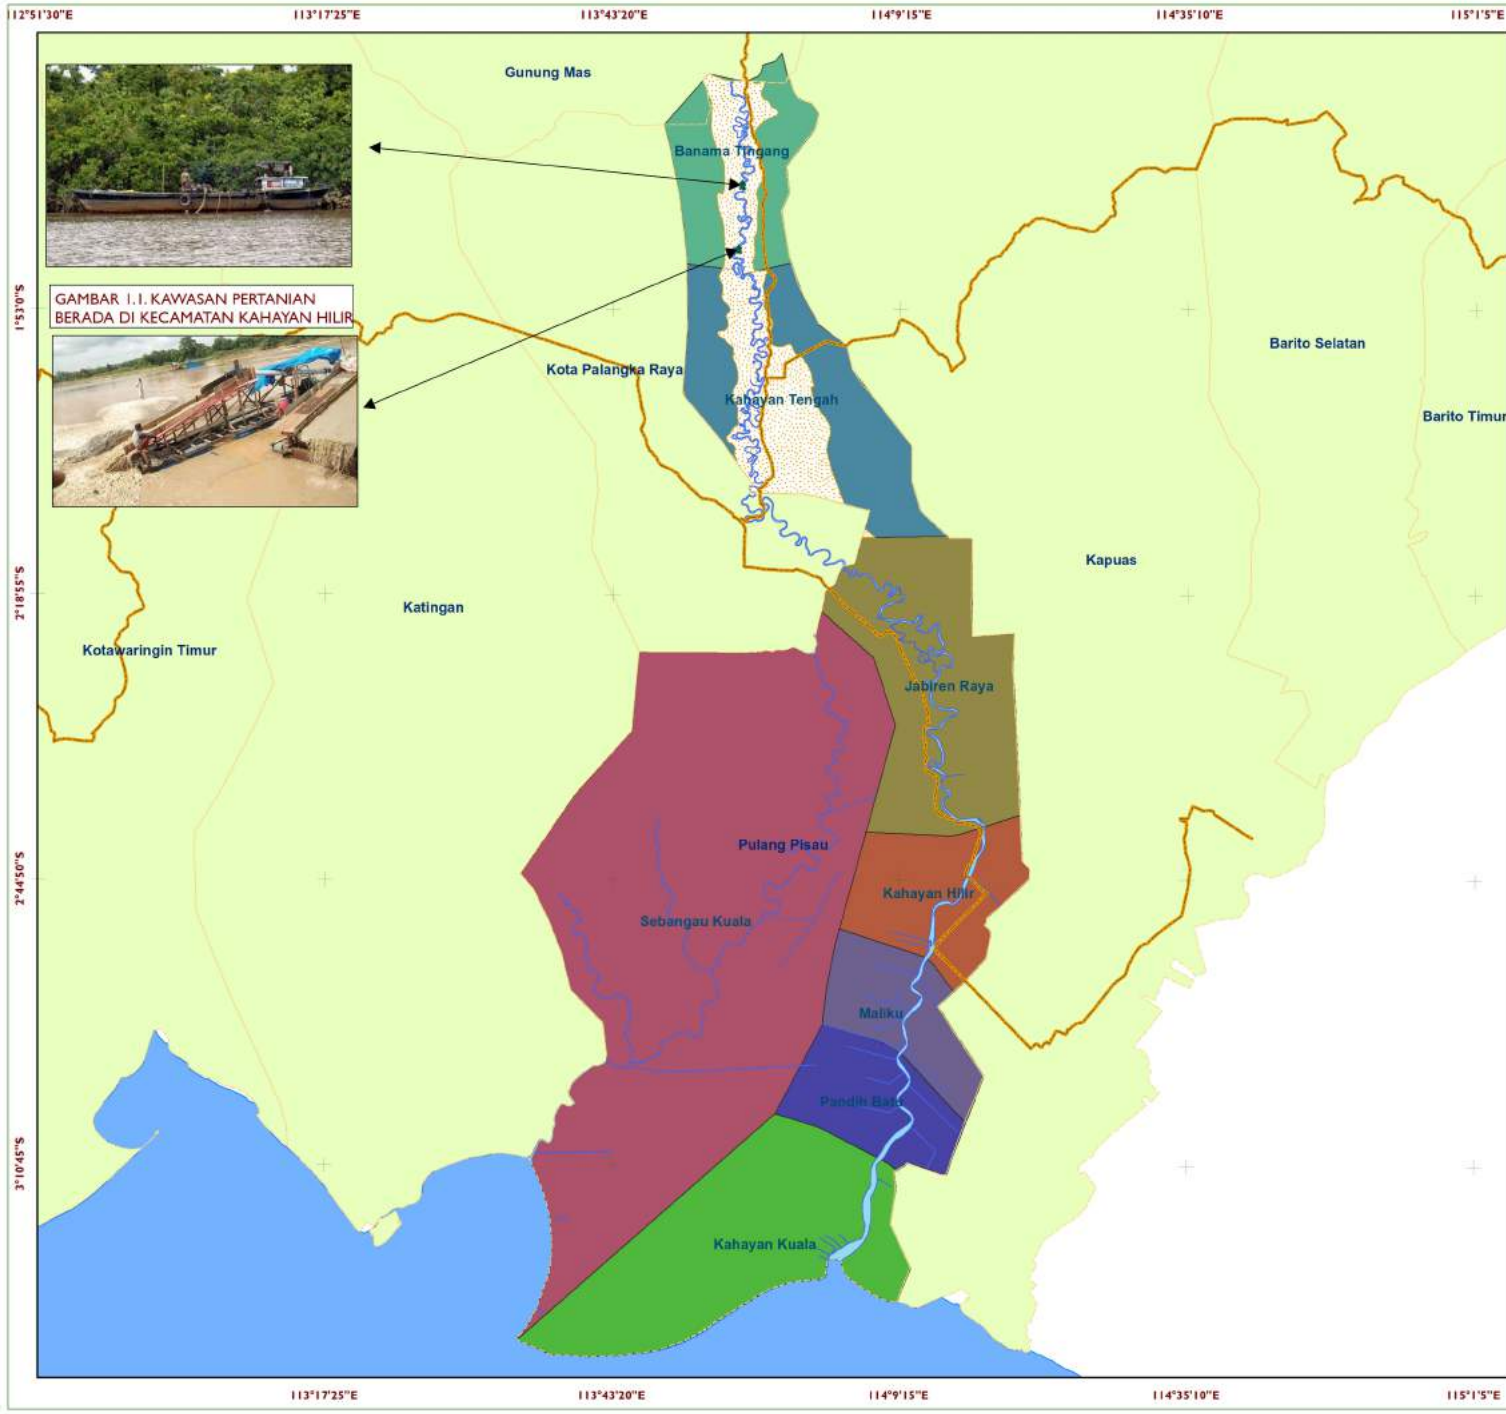 112°51'30"E 113°17'25"E 113°43'20"E 114°9'15"E 114°35'10"E 115°1'5"E
Gunung Mas
Banama Tingang
GAMBAR 1.1. KAWASAN PERTANIAN
BERADA DI KECAMATAN KAHAYAN HILIR
1°53'0"S
Barito Selatan
Kota Palangka Raya
Kahayan Tengah
Barito Timur
Kapuas
2°18'55"S
Katingan
Kotawaringin Timur
Jabiren Raya
Pulang Pisau
2°44'50"S
Kahayan Hilir
Sebangau Kuala
Maliku
Pandih Batu
3°10'45"S
Kahayan Kuala
113°17'25"E 113°43'20"E 114°9'15"E 114°35'10"E 115°1'5"E